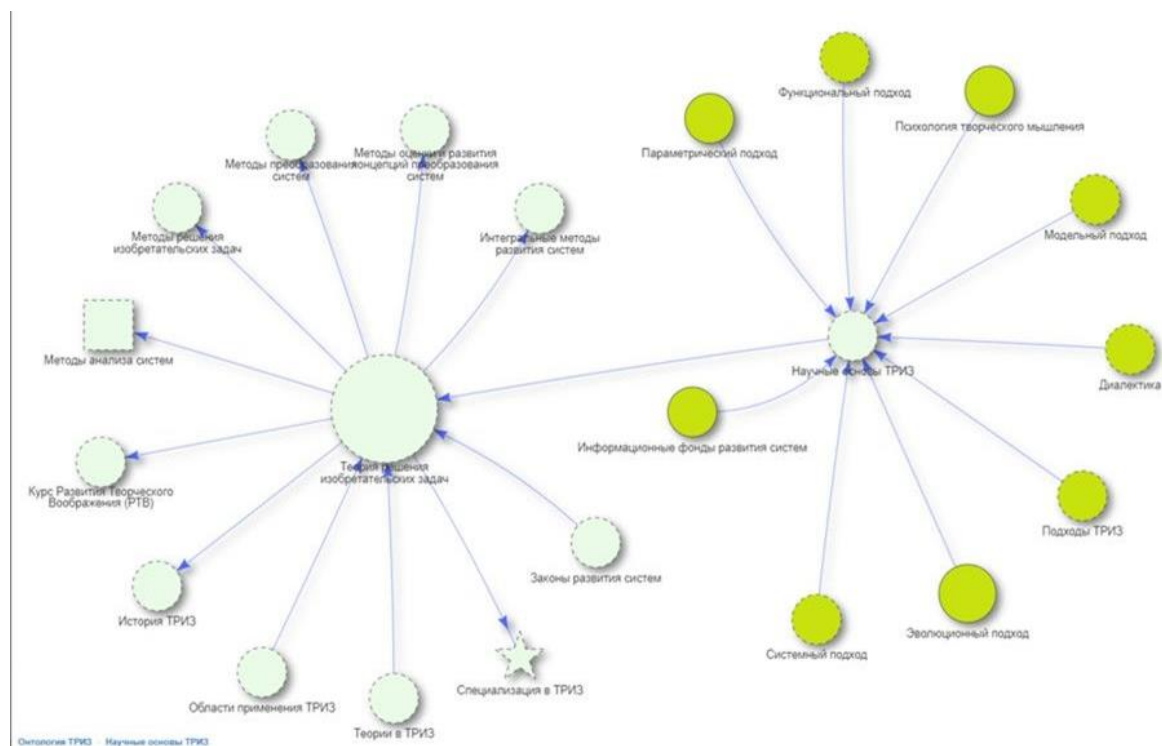 Функциональный подход
Психология творческого мышления
Параметрический подход
Методы преобразования
систем
Методы оценки и развития
концепций преобразования
систем
Методы решения
изобретательских задач
Интегральные методы
развития систем
Модельный подход
Методы анализа систем
Научные основы ТРИЗ
Диалектика
Информационные фонды развития систем
Теория решения
изобретательских задач
Курс Развития Творческого
Воображения (РТВ)
Подходы ТРИЗ
Законы развития систем
История ТРИЗ
Эволюционный подход
Системный подход
Специализация в ТРИЗ
Области применения ТРИЗ
Теории в ТРИЗ
Онтология ТРИЗ · Научные основы ТРИЗ